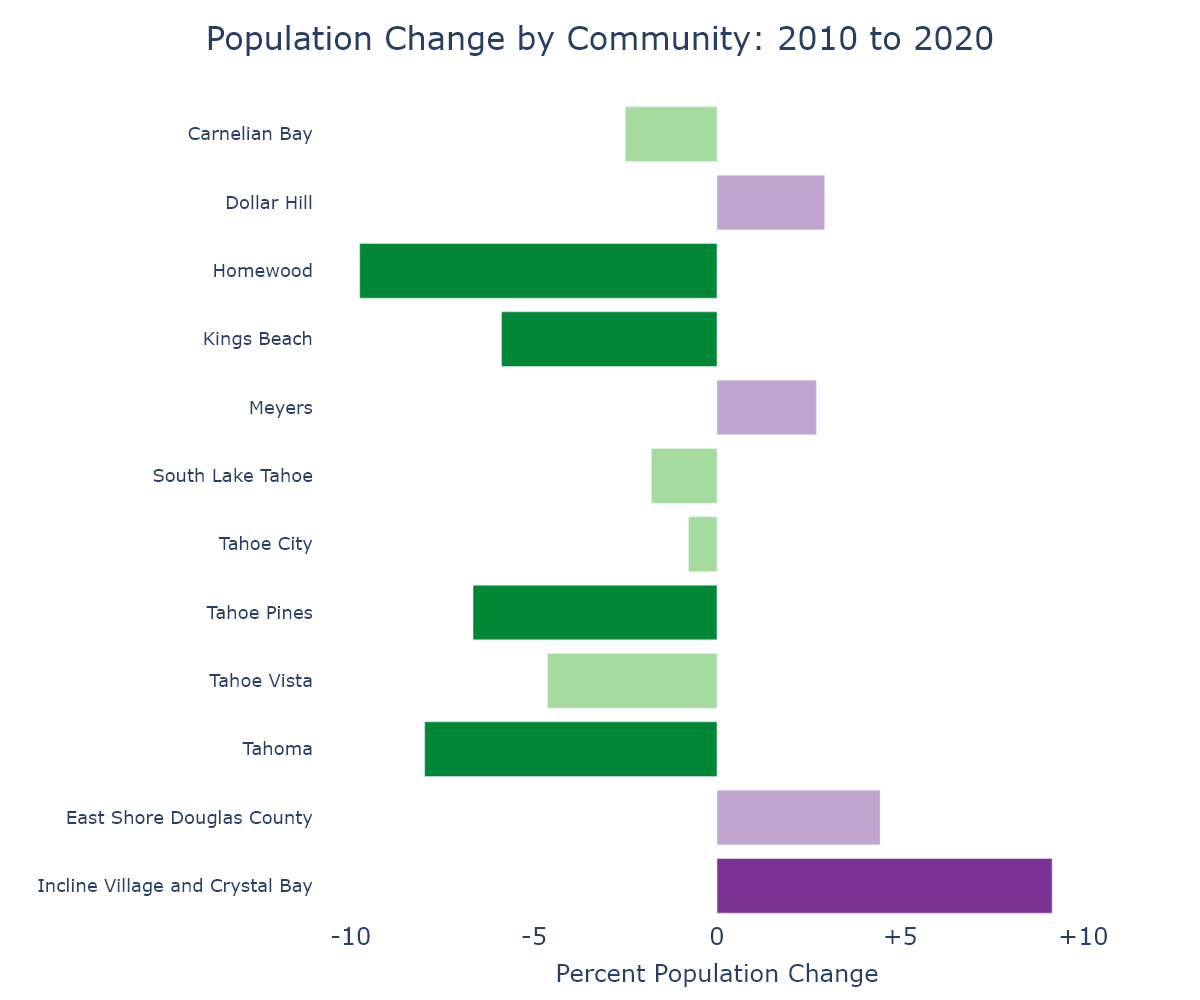 Population Change by Community: 2010 to 2020
Carnelian Bay
Dollar Hill
Homewood
Kings Beach
Meyers
South Lake Tahoe
Tahoe City
Tahoe Pines
Tahoe Vista
Tahoma
East Shore Douglas County
Incline Village and Crystal Bay
-10 -5 0 +5 +10
Percent Population Change